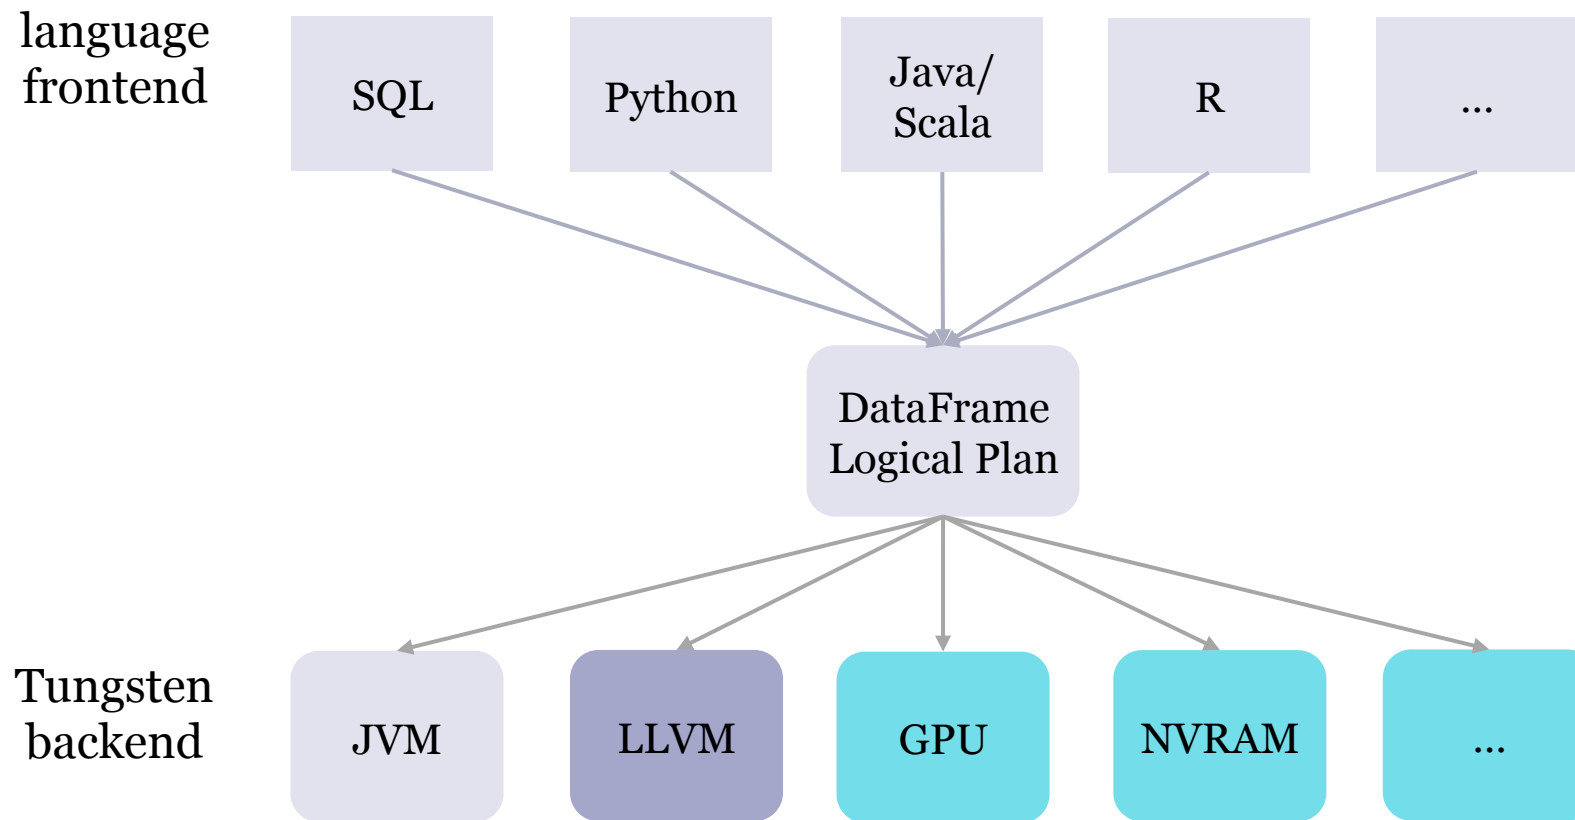 language
frontend
SQL
Python
Java/
Scala
R
...
DataFrame
Logical Plan
Tungsten
backend
JVM
LLVM
GPU
NVRAM
...